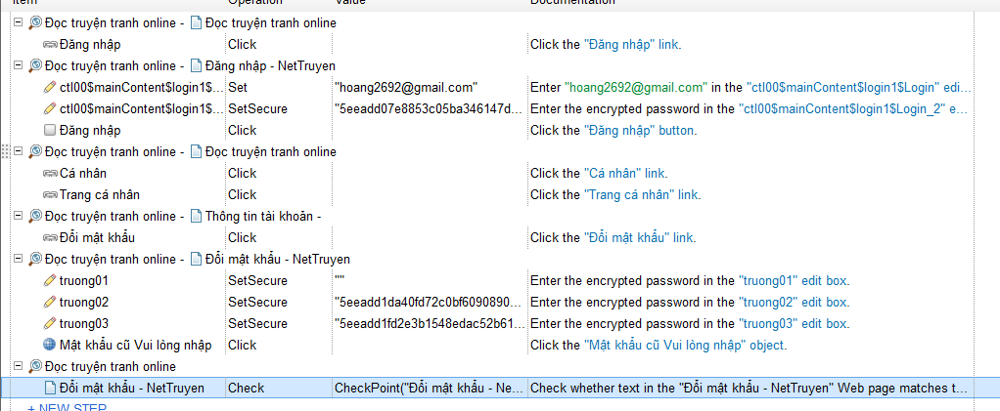 Item Operation Value Documentation
Đọc truyện tranh online - Đọc truyện tranh online
Đăng nhập Click Click the "Đăng nhập" link.
Đọc truyện tranh online - Đăng nhập - NetTruyen
ctl00$mainContent$login1$... Set "hoang2692@gmail.com" Enter "hoang2692@gmail.com" in the "ctl00$mainContent$login1$Login" edi...
ctl00$mainContent$login1$... SetSecure "5eeadd07e8853c05ba346147d... Enter the encrypted password in the "ctl00$mainContent$login1$Login_2" e...
Đăng nhập Click Click the "Đăng nhập" button.
Đọc truyện tranh online - Đọc truyện tranh online
Cá nhân Click Click the "Cá nhân" link.
Trang cá nhân Click Click the "Trang cá nhân" link.
Đọc truyện tranh online - Thông tin tài khoản -
Đổi mật khẩu Click Click the "Đổi mật khẩu" link.
Đọc truyện tranh online - Đổi mật khẩu - NetTruyen
truong01 SetSecure "" Enter the encrypted password in the "truong01" edit box.
truong02 SetSecure "5eeadd1da40fd72c0bf6090890... Enter the encrypted password in the "truong02" edit box.
truong03 SetSecure "5eeadd1fd2e3b1548edac52b61... Enter the encrypted password in the "truong03" edit box.
Mật khẩu cũ Vui lòng nhập Click Click the "Mật khẩu cũ Vui lòng nhập" object.
Đọc truyện tranh online
Đổi mật khẩu - NetTruyen Check CheckPoint("Đổi mật khẩu - Ne... Check whether text in the "Đổi mật khẩu - NetTruyen" Web page matches t...
+ NEW STEP